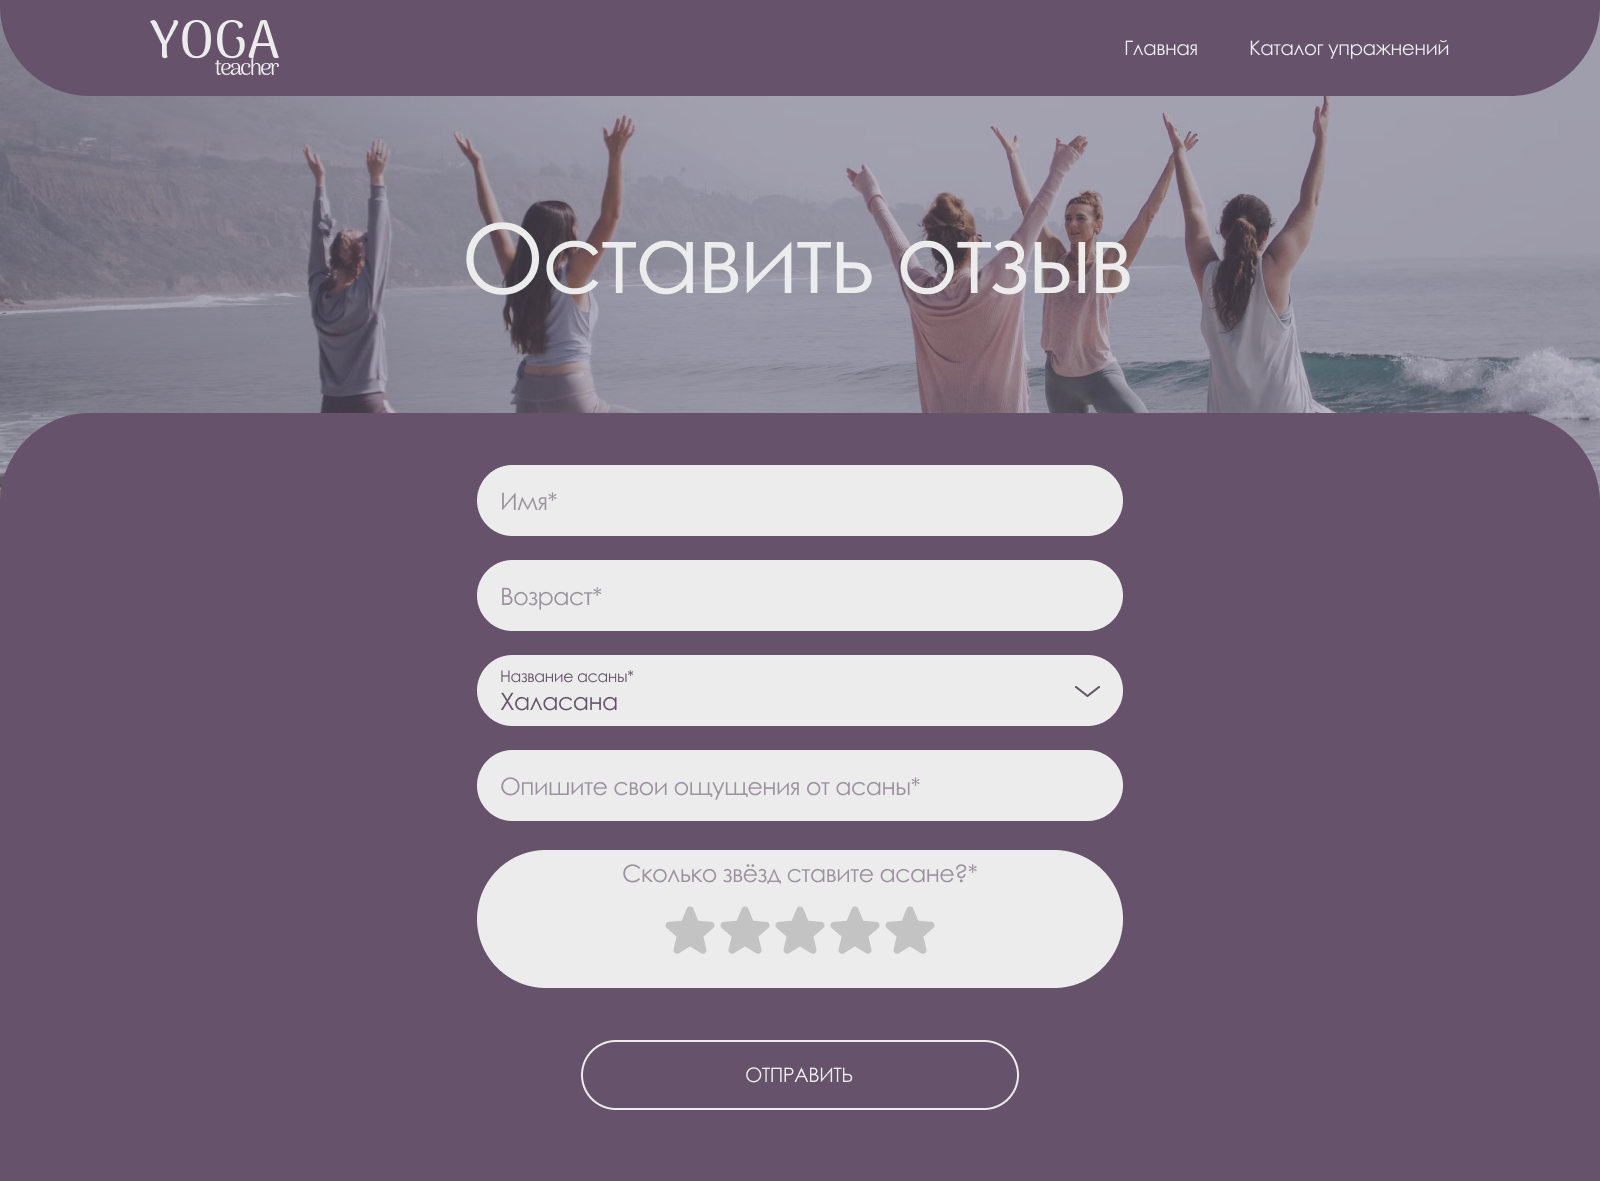 YOGA
teacher
Главная
Каталог упражнений
Оставить отзыв
Имя*
Возраст*
Название асаны*
Халасана
Опишите свои ощущения от асаны*
Сколько звёзд ставите асане?*
ОТПРАВИТЬ